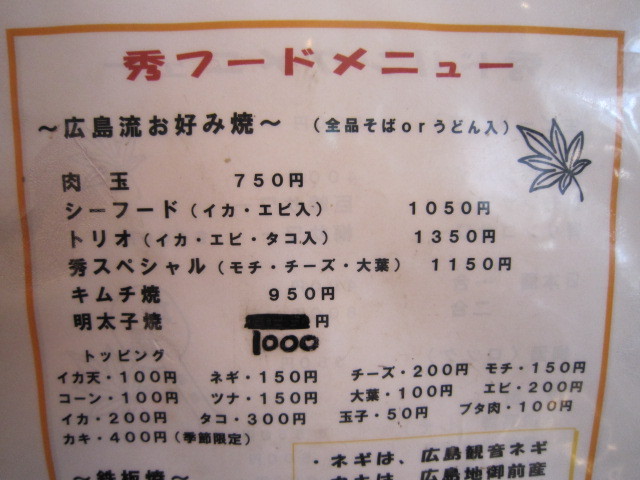 秀フードメニュー
～広島流お好み焼～ （全品そばorうどん入）
肉玉 750円
シーフード（イカ・エビ入） 1050円
トリオ（イカ・エビ・タコ入） 1350円
秀スペシャル（モチ・チーズ・大葉） 1150円
キムチ焼 950円
明太子焼 円
1000
トッピング
イカ天・100円 ネギ・150円 チーズ・200円 モチ・150円
コーン・100円 ツナ・150円 大葉・100円 エビ・200円
イカ・200円 タコ・300円 玉子・50円 ブタ肉・100円
カキ・400円（季節限定）
～鉄板焼～
・ネギは、広島観音ネギ
・カキは、広島地御前産